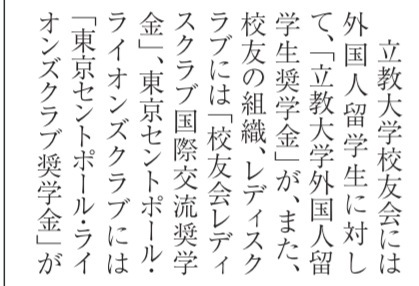 立教大学校友会には
外国人留学生に対し
て、「立教大学外国人留
学生奨学金」が、また、
校友の組織、レディスク
ラブには「校友会レディ
スクラブ国際交流奨学
金」、東京セントポール・
ライオンズクラブには
「東京セントポール・ライ
オンズクラブ奨学金」が